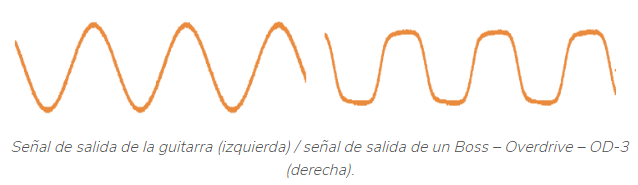 Señal de salida de la guitarra (izquierda) / señal de salida de un Boss – Overdrive – OD-3
(derecha).